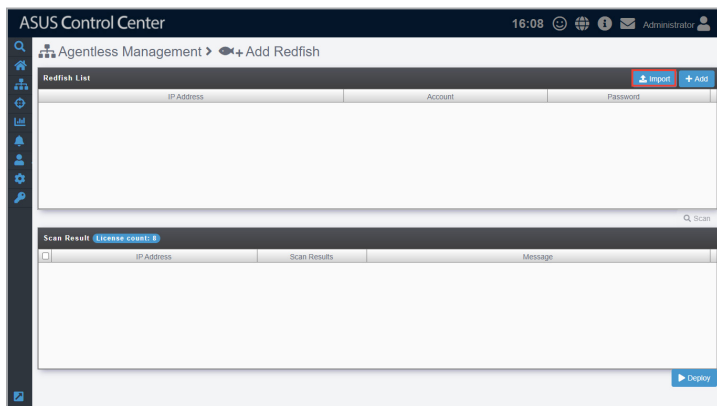 ASUS Control Center
16:08
Administrator
Agentless Management > + Add Redfish
Redfish List
Import
+ Add
IP Address Account Password
Scan
Scan Result License count: 8
IP Address Scan Results Message
Deploy